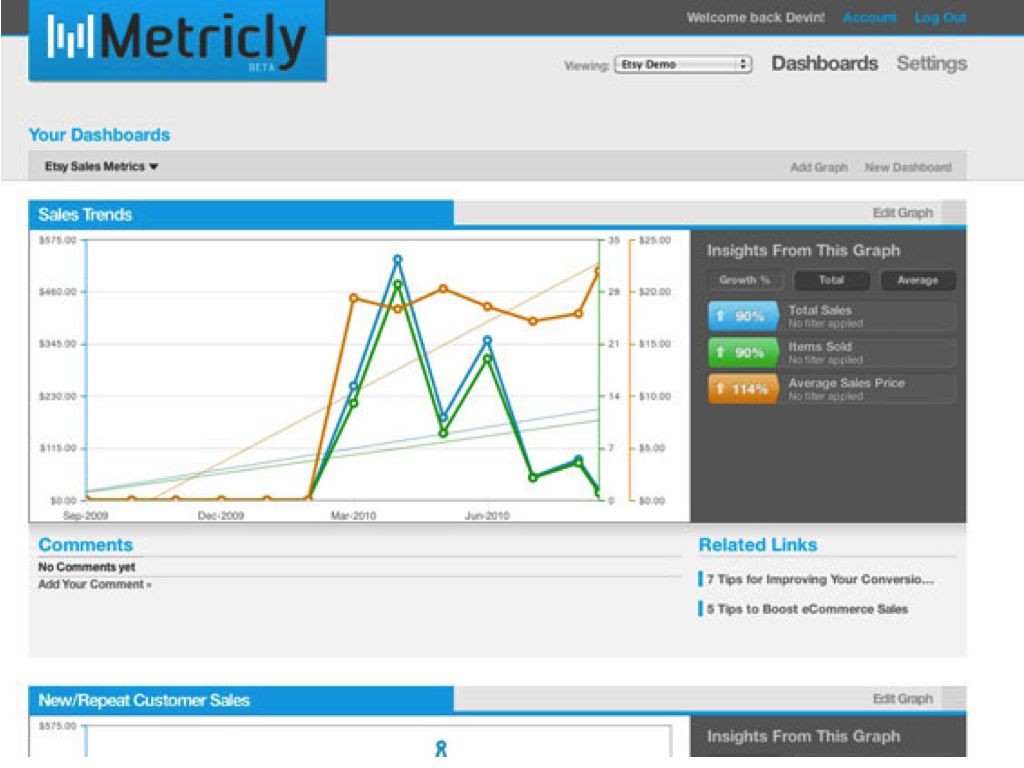 Welcome back Devin! Account Log Out
Metricly
BETA
Viewing: Etsy Demo Dashboards Settings
Your Dashboards
Etsy Sales Metrics
Add Graph New Dashboard
Sales Trends
Edit Graph
$575.00 35 $25.00
$460.00 28 $20.00
$345.00 21 $15.00
$230.00 14 $10.00
$115.00 7 $5.00
$0.00 0 $0.00
Sep-2009 Dec-2009 Mar-2010 Jun-2010
Insights From This Graph
Growth % Total Average
90% Total Sales
No filter applied
90% Items Sold
No filter applied
114% Average Sales Price
No filter applied
Comments
No Comments yet
Add Your Comment »
Related Links
7 Tips for Improving Your Conversio...
5 Tips to Boost eCommerce Sales
New/Repeat Customer Sales
Edit Graph
$575.00
Insights From This Graph